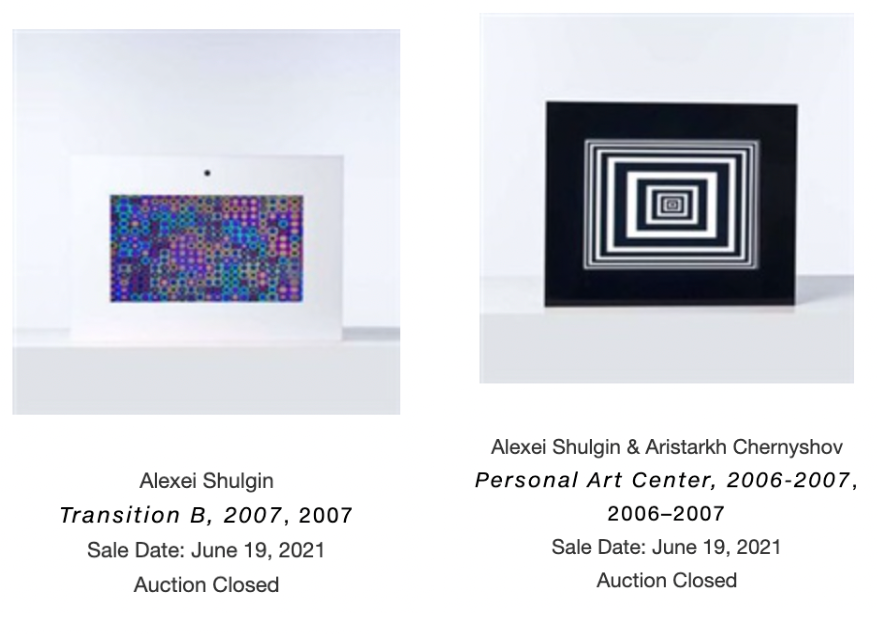 Alexei Shulgin
Transition B, 2007, 2007
Sale Date: June 19, 2021
Auction Closed
Alexei Shulgin & Aristarkh Chernyshov
Personal Art Center, 2006-2007,
2006–2007
Sale Date: June 19, 2021
Auction Closed